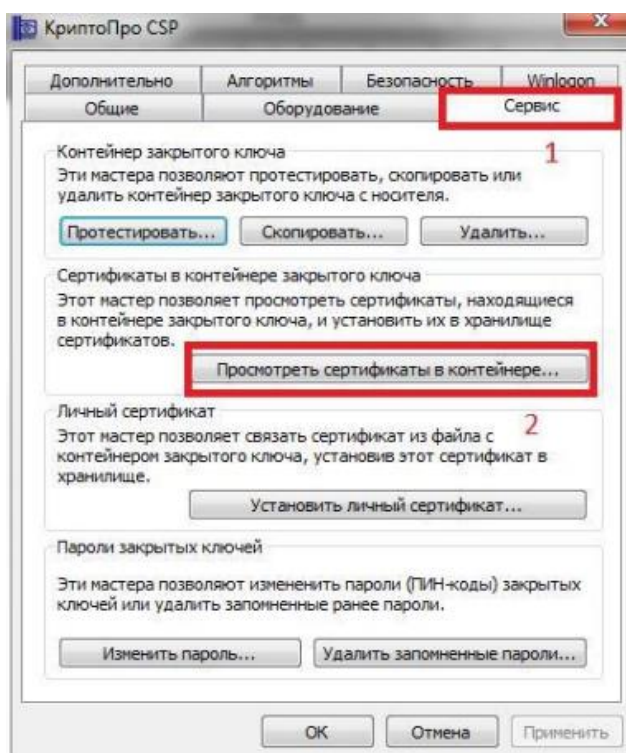 КриптоПро CSP
Дополнительно Алгоритмы Безопасность Winlogon
Общие Оборудование Сервис
1
Контейнер закрытого ключа
Эти мастера позволяют протестировать, скопировать или
удалить контейнер закрытого ключа с носителя.
Протестировать... Скопировать... Удалить...
Сертификаты в контейнере закрытого ключа
Этот мастер позволяет просмотреть сертификаты, находящиеся
в контейнере закрытого ключа, и установить их в хранилище
сертификатов.
Просмотреть сертификаты в контейнере...
2
Личный сертификат
Этот мастер позволяет связать сертификат из файла с
контейнером закрытого ключа, установив этот сертификат в
хранилище.
Установить личный сертификат...
Пароли закрытых ключей
Эти мастера позволяют измененить пароли (ПИН-коды) закрытых
ключей или удалить запомненные ранее пароли.
Изменить пароль... Удалить запомненные пароли...
ОК Отмена Применить